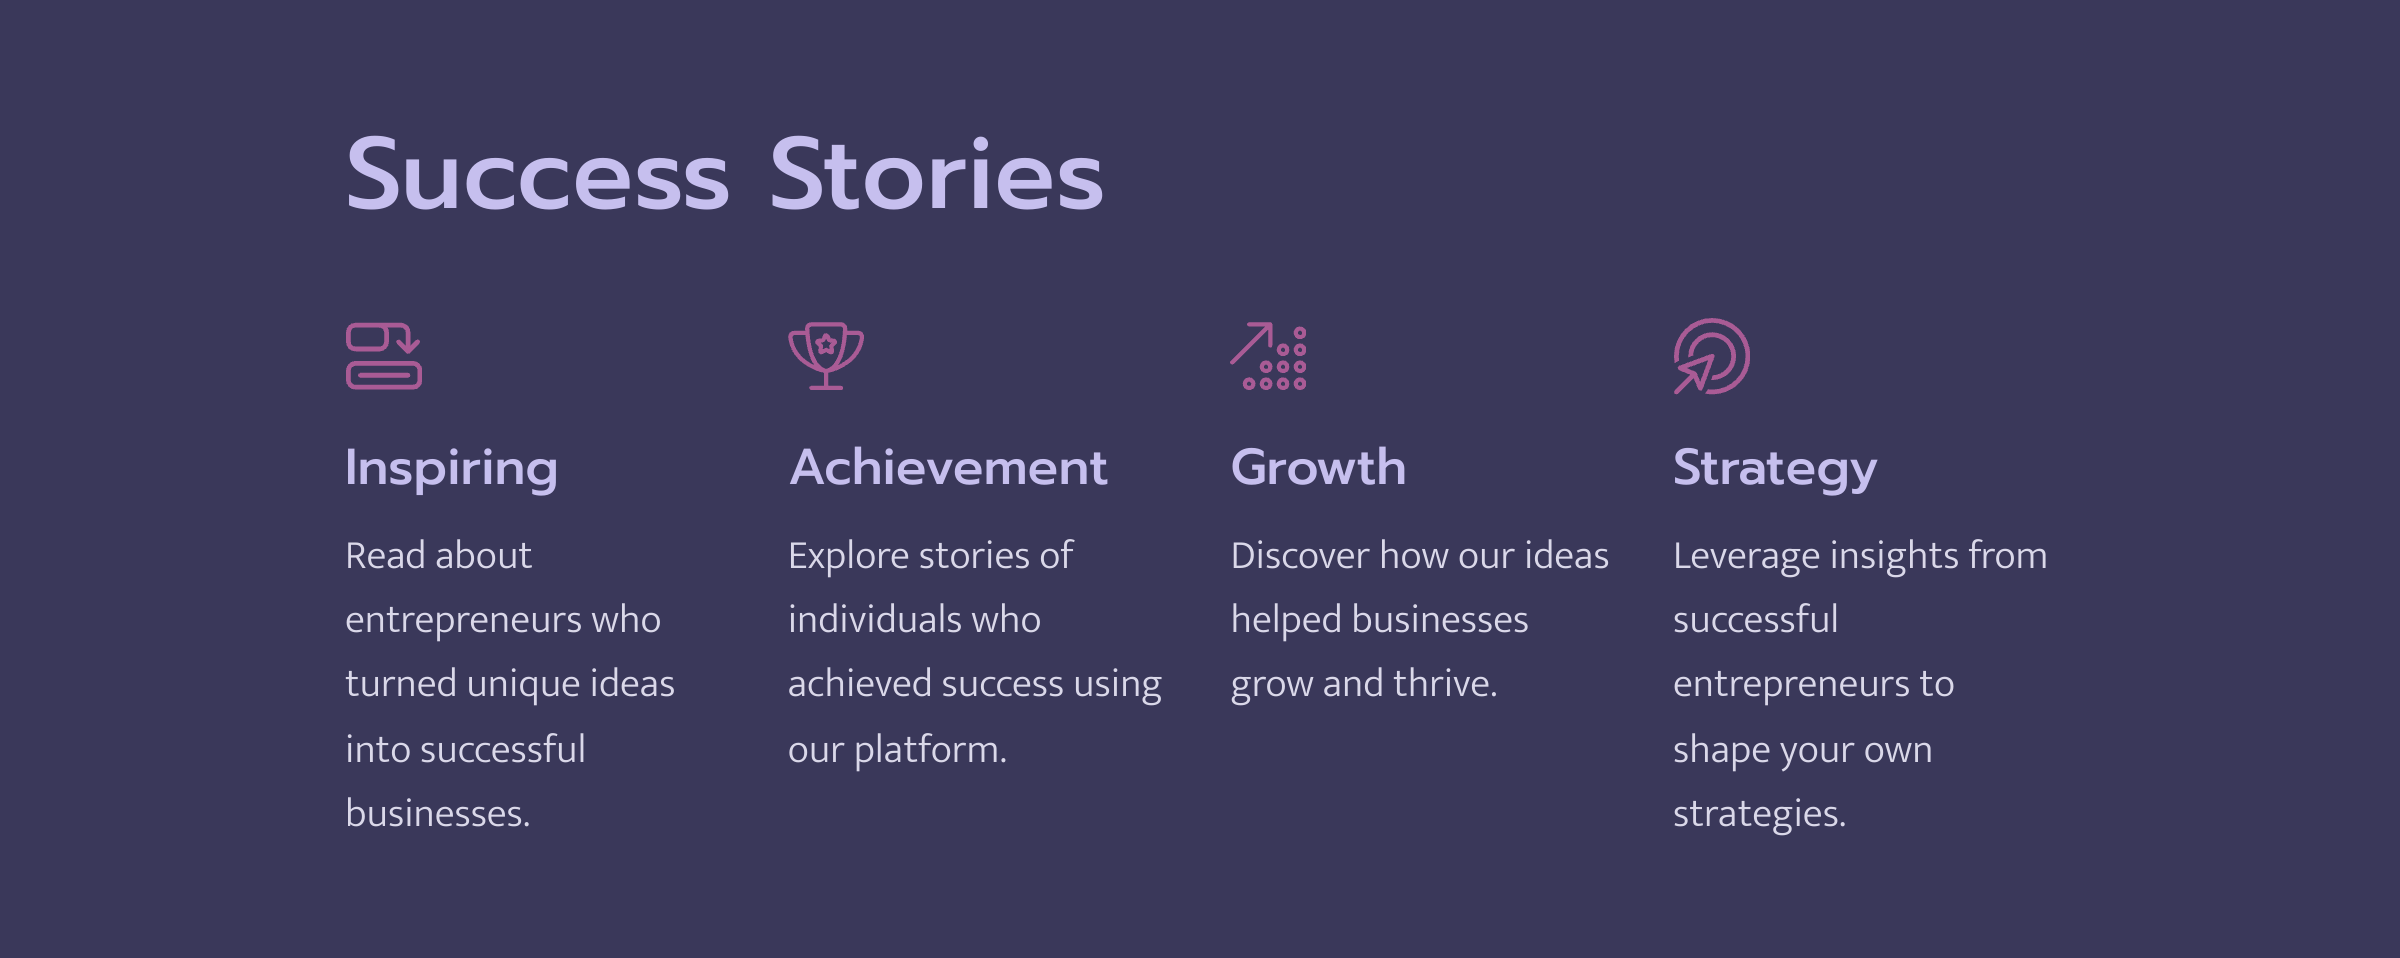 Success Stories
Inspiring
Read about
entrepreneurs who
turned unique ideas
into successful
businesses.
Achievement
Explore stories of
individuals who
achieved success using
our platform.
Growth
Discover how our ideas
helped businesses
grow and thrive.
Strategy
Leverage insights from
successful
entrepreneurs to
shape your own
strategies.